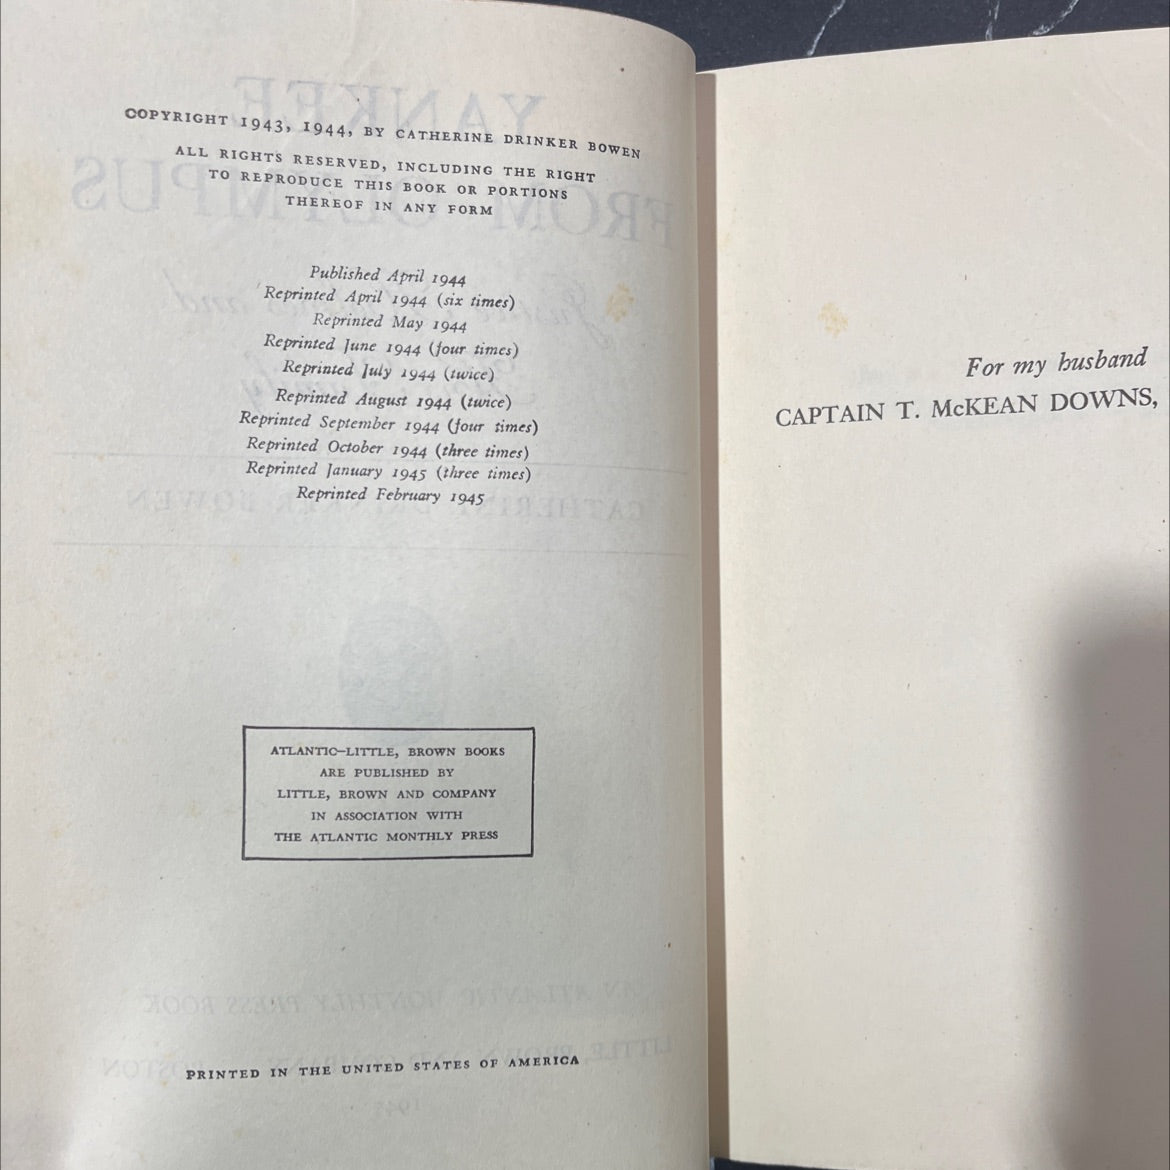 COPYRIGHT 1943, 1944, BY CATHERINE DRINKER BOWEN
ALL RIGHTS RESERVED, INCLUDING THE RIGHT
TO REPRODUCE THIS BOOK OR PORTIONS
THEREOF IN ANY FORM
Published April 1944
Reprinted April 1944 (six times)
Reprinted May 1944
Reprinted June 1944 (four times)
Reprinted July 1944 (twice)
Reprinted August 1944 (twice)
Reprinted September 1944 (four times)
Reprinted October 1944 (three times)
Reprinted January 1945 (three times)
Reprinted February 1945
ATLANTIC–LITTLE, BROWN BOOKS
ARE PUBLISHED BY
LITTLE, BROWN AND COMPANY
IN ASSOCIATION WITH
THE ATLANTIC MONTHLY PRESS
PRINTED IN THE UNITED STATES OF AMERICA
For my husband
CAPTAIN T. McKEAN DOWNS,